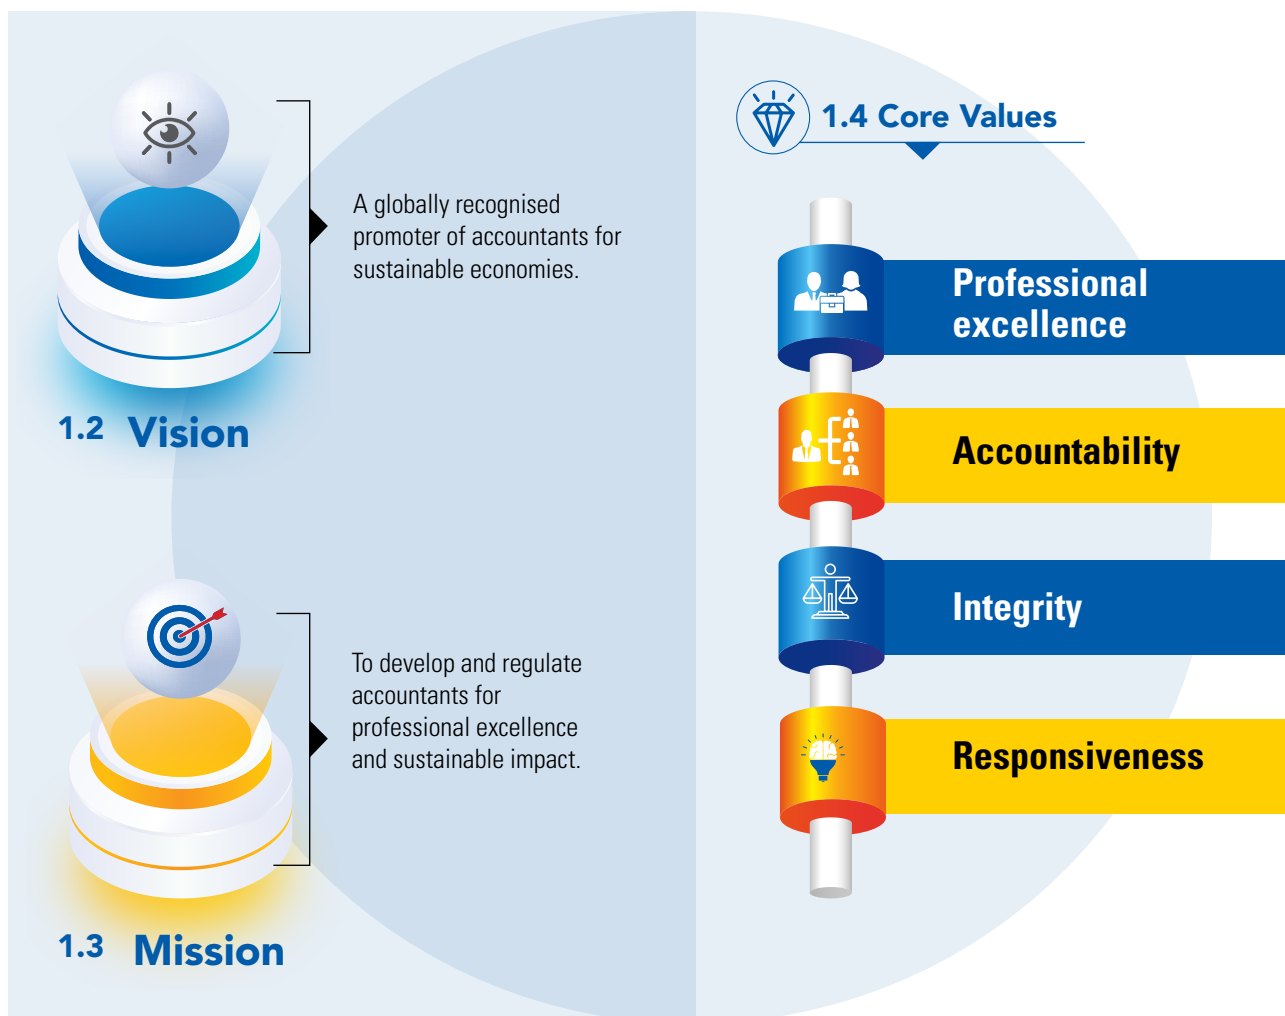 A globally recognised
promoter of accountants for
sustainable economies.
1.2 Vision
To develop and regulate
accountants for
professional excellence
and sustainable impact.
1.3 Mission
1.4 Core Values
Professional
excellence
Accountability
Integrity
Responsiveness